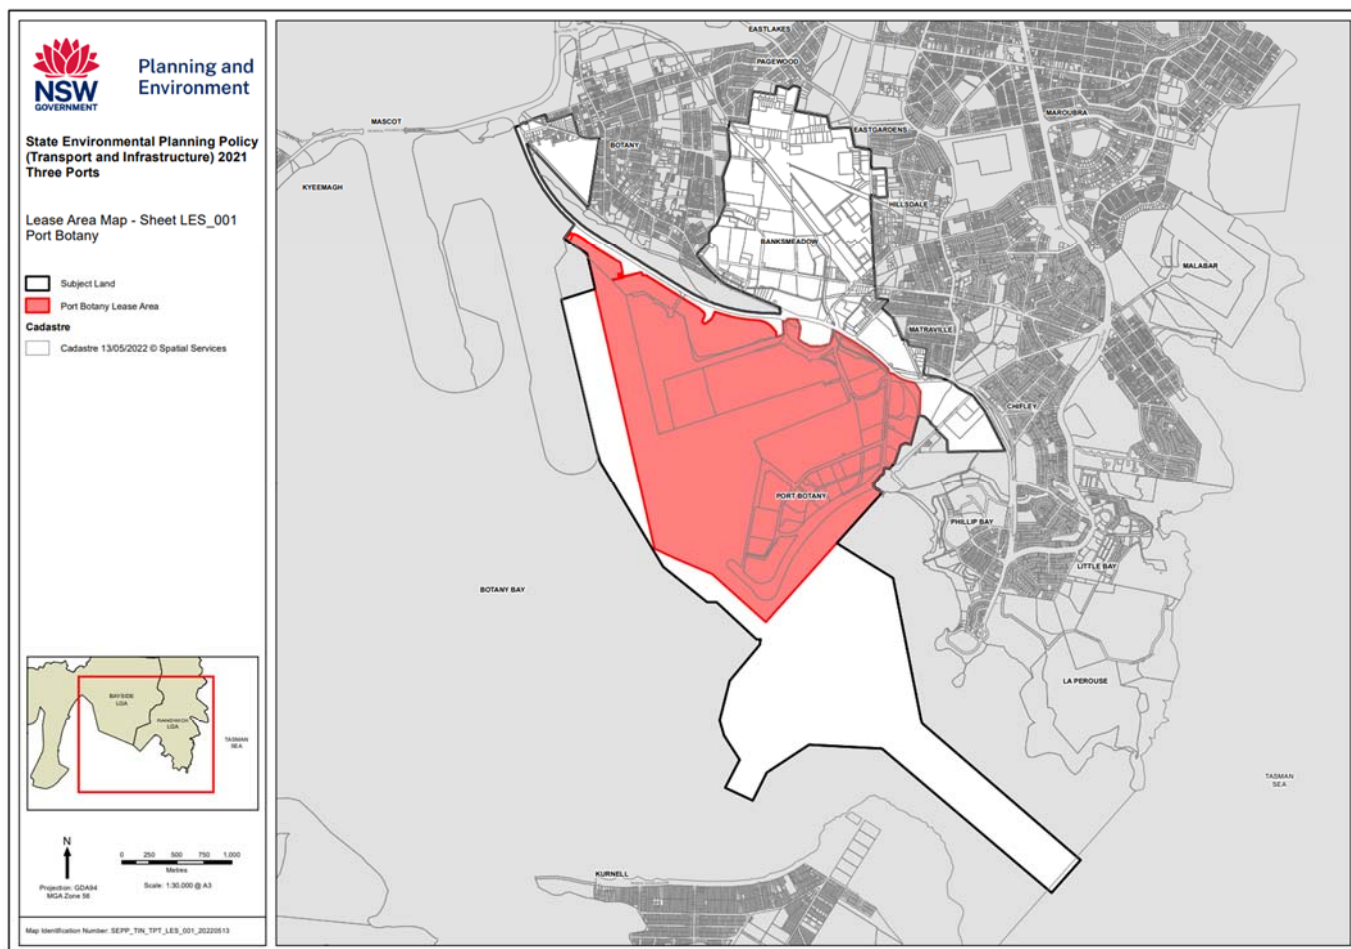 NSW
GOVERNMENT
Planning and
Environment
State Environmental Planning Policy
(Transport and Infrastructure) 2021
Three Ports
Lease Area Map - Sheet LES_001
Port Botany
Subject Land
Port Botany Lease Area
Cadastre
Cadastre 13/05/2022 © Spatial Services
BAYSIDE
LGA
RANDWICK
LGA
TASMAN
SEA
N
0 250 500 750 1,000
Metres
Projection: GDA94
MGA Zone 56
Scale: 1:30,000 @ A3
Map Identification Number: SEPP_TIN_TPT_LES_001_20220513
EASTLAKES
PAGEWOOD
MASCOT
MAROUBRA
EASTGARDENS
BOTANY
KYEEMAGH
HILLSDALE
BANKSMEADOW
MALABAR
MATRAVILLE
CHIFLEY
PORT BOTANY
PHILLIP BAY
LITTLE BAY
BOTANY BAY
LA PEROUSE
TASMAN
SEA
KURNELL